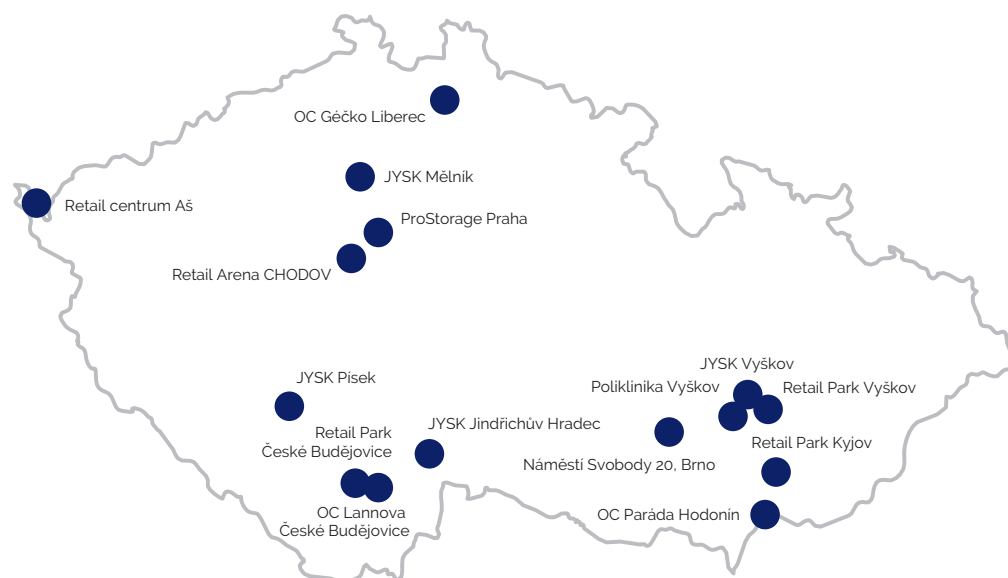 OC Géčko Liberec
JYSK Mělník
Retail centrum Aš
ProStorage Praha
Retail Arena CHODOV
JYSK Vyškov
JYSK Písek
Poliklinika Vyškov
Retail Park Vyškov
JYSK Jindřichův Hradec
Retail Park
České Budějovice
Retail Park Kyjov
Náměstí Svobody 20, Brno
OC Lannova
České Budějovice
OC Paráda Hodonín